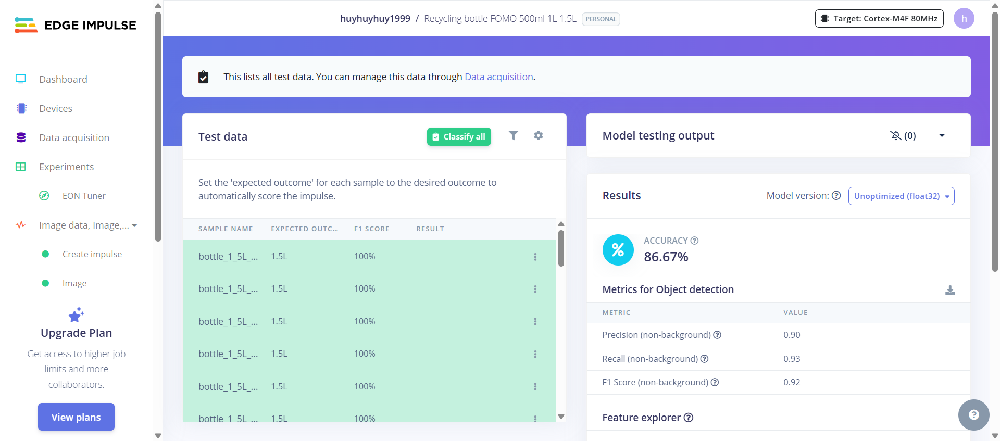 EDGE IMPULSE
Dashboard
Devices
Data acquisition
Experiments
EON Tuner
Image data, Image,...
Create impulse
Image
Upgrade Plan
Get access to higher job
limits and more
collaborators.
View plans
huyhuyhuy1999 / Recycling bottle FOMO 500ml 1L 1.5L PERSONAL
Target: Cortex-M4F 80MHz
h
This lists all test data. You can manage this data through Data acquisition.
Test data
Classify all
Set the 'expected outcome' for each sample to the desired outcome to
automatically score the impulse.
SAMPLE NAME EXPECTED OUTC... F1 SCORE RESULT
bottle_1_5L_... 1.5L 100%
bottle_1_5L_... 1.5L 100%
bottle_1_5L_... 1.5L 100%
bottle_1_5L_... 1.5L 100%
bottle_1_5L_... 1.5L 100%
bottle_1_5L_... 1.5L 100%
Model testing output
(0)
Results
Model version: ? Unoptimized (float32)
%
ACCURACY ?
86.67%
Metrics for Object detection
METRIC VALUE
Precision (non-background) ? 0.90
Recall (non-background) ? 0.93
F1 Score (non-background) ? 0.92
Feature explorer ?
?